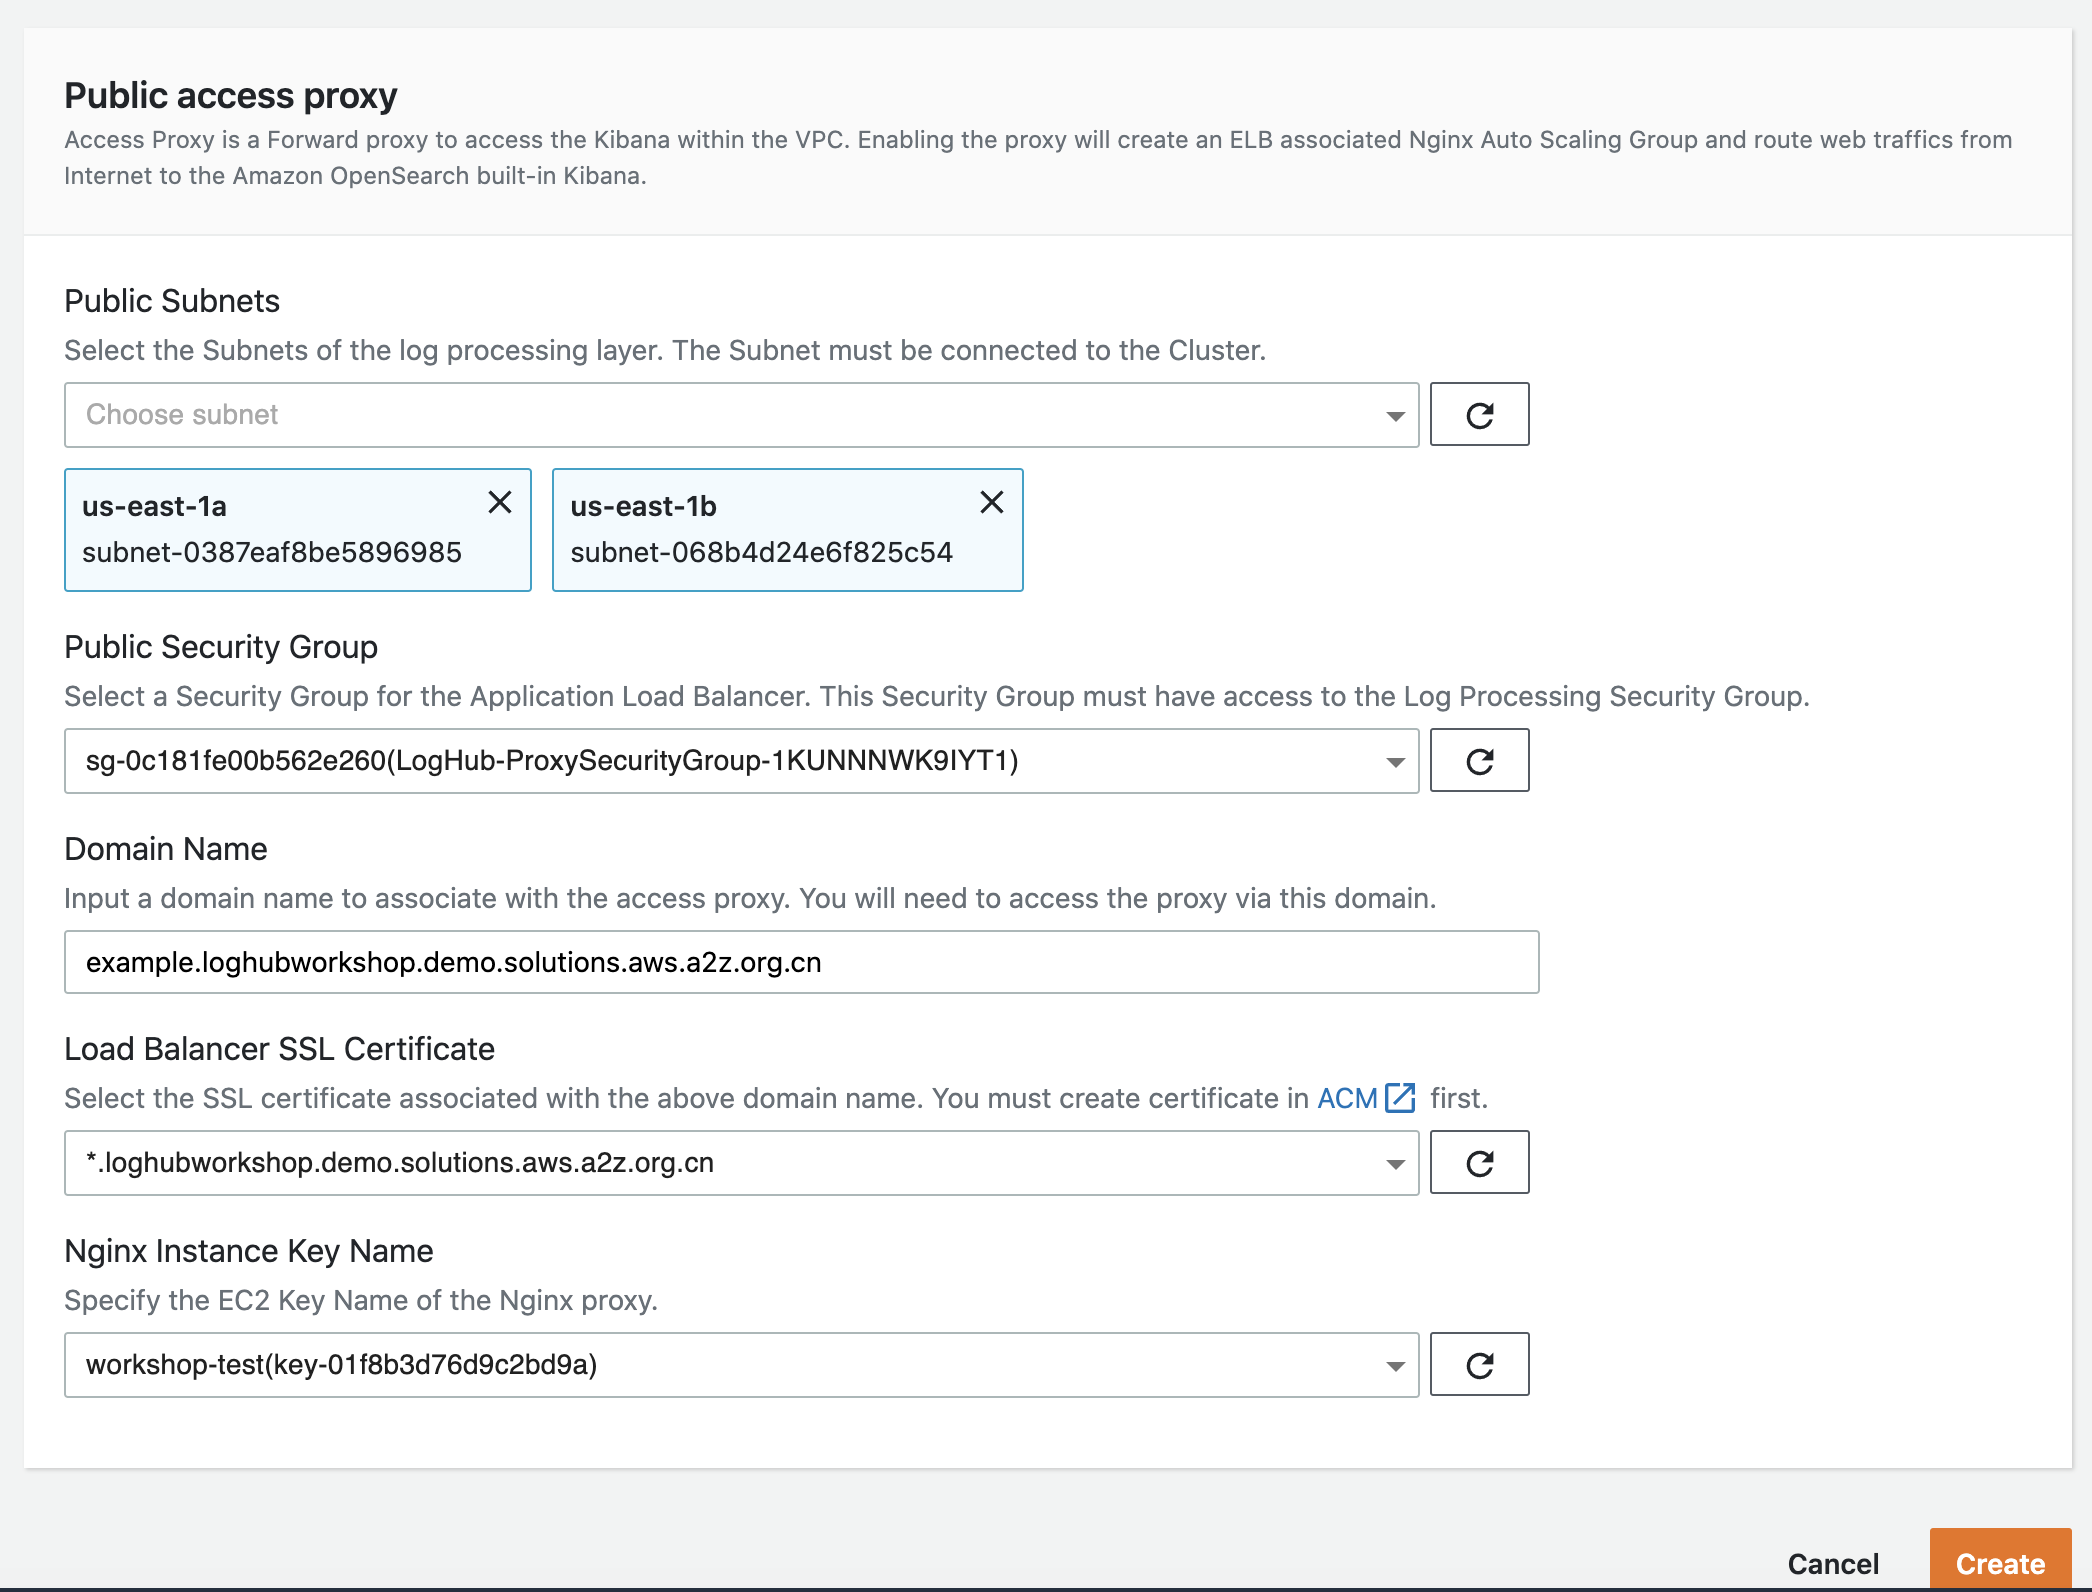 Public access proxy
Access Proxy is a Forward proxy to access the Kibana within the VPC. Enabling the proxy will create an ELB associated Nginx Auto Scaling Group and route web traffics from
Internet to the Amazon OpenSearch built-in Kibana.
Public Subnets
Select the Subnets of the log processing layer. The Subnet must be connected to the Cluster.
Choose subnet
us-east-1a
subnet-0387eaf8be5896985
us-east-1b
subnet-068b4d24e6f825c54
Public Security Group
Select a Security Group for the Application Load Balancer. This Security Group must have access to the Log Processing Security Group.
sg-0c181fe00b562e260(LogHub-ProxySecurityGroup-1KUNNNWK9IYT1)
Domain Name
Input a domain name to associate with the access proxy. You will need to access the proxy via this domain.
example.loghubworkshop.demo.solutions.aws.a2z.org.cn
Load Balancer SSL Certificate
Select the SSL certificate associated with the above domain name. You must create certificate in ACM first.
*.loghubworkshop.demo.solutions.aws.a2z.org.cn
Nginx Instance Key Name
Specify the EC2 Key Name of the Nginx proxy.
workshop-test(key-01f8b3d76d9c2bd9a)
Cancel
Create